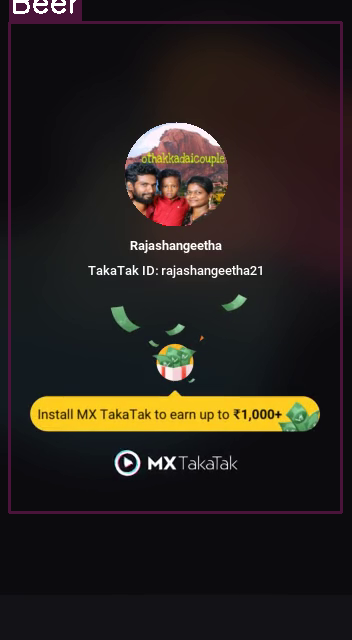 Beer
othakkadaicouple
Rajashangeetha
TakaTak ID: rajashangeetha21
Install MX TakaTak to earn up to ₹1,000+
MX TakaTak